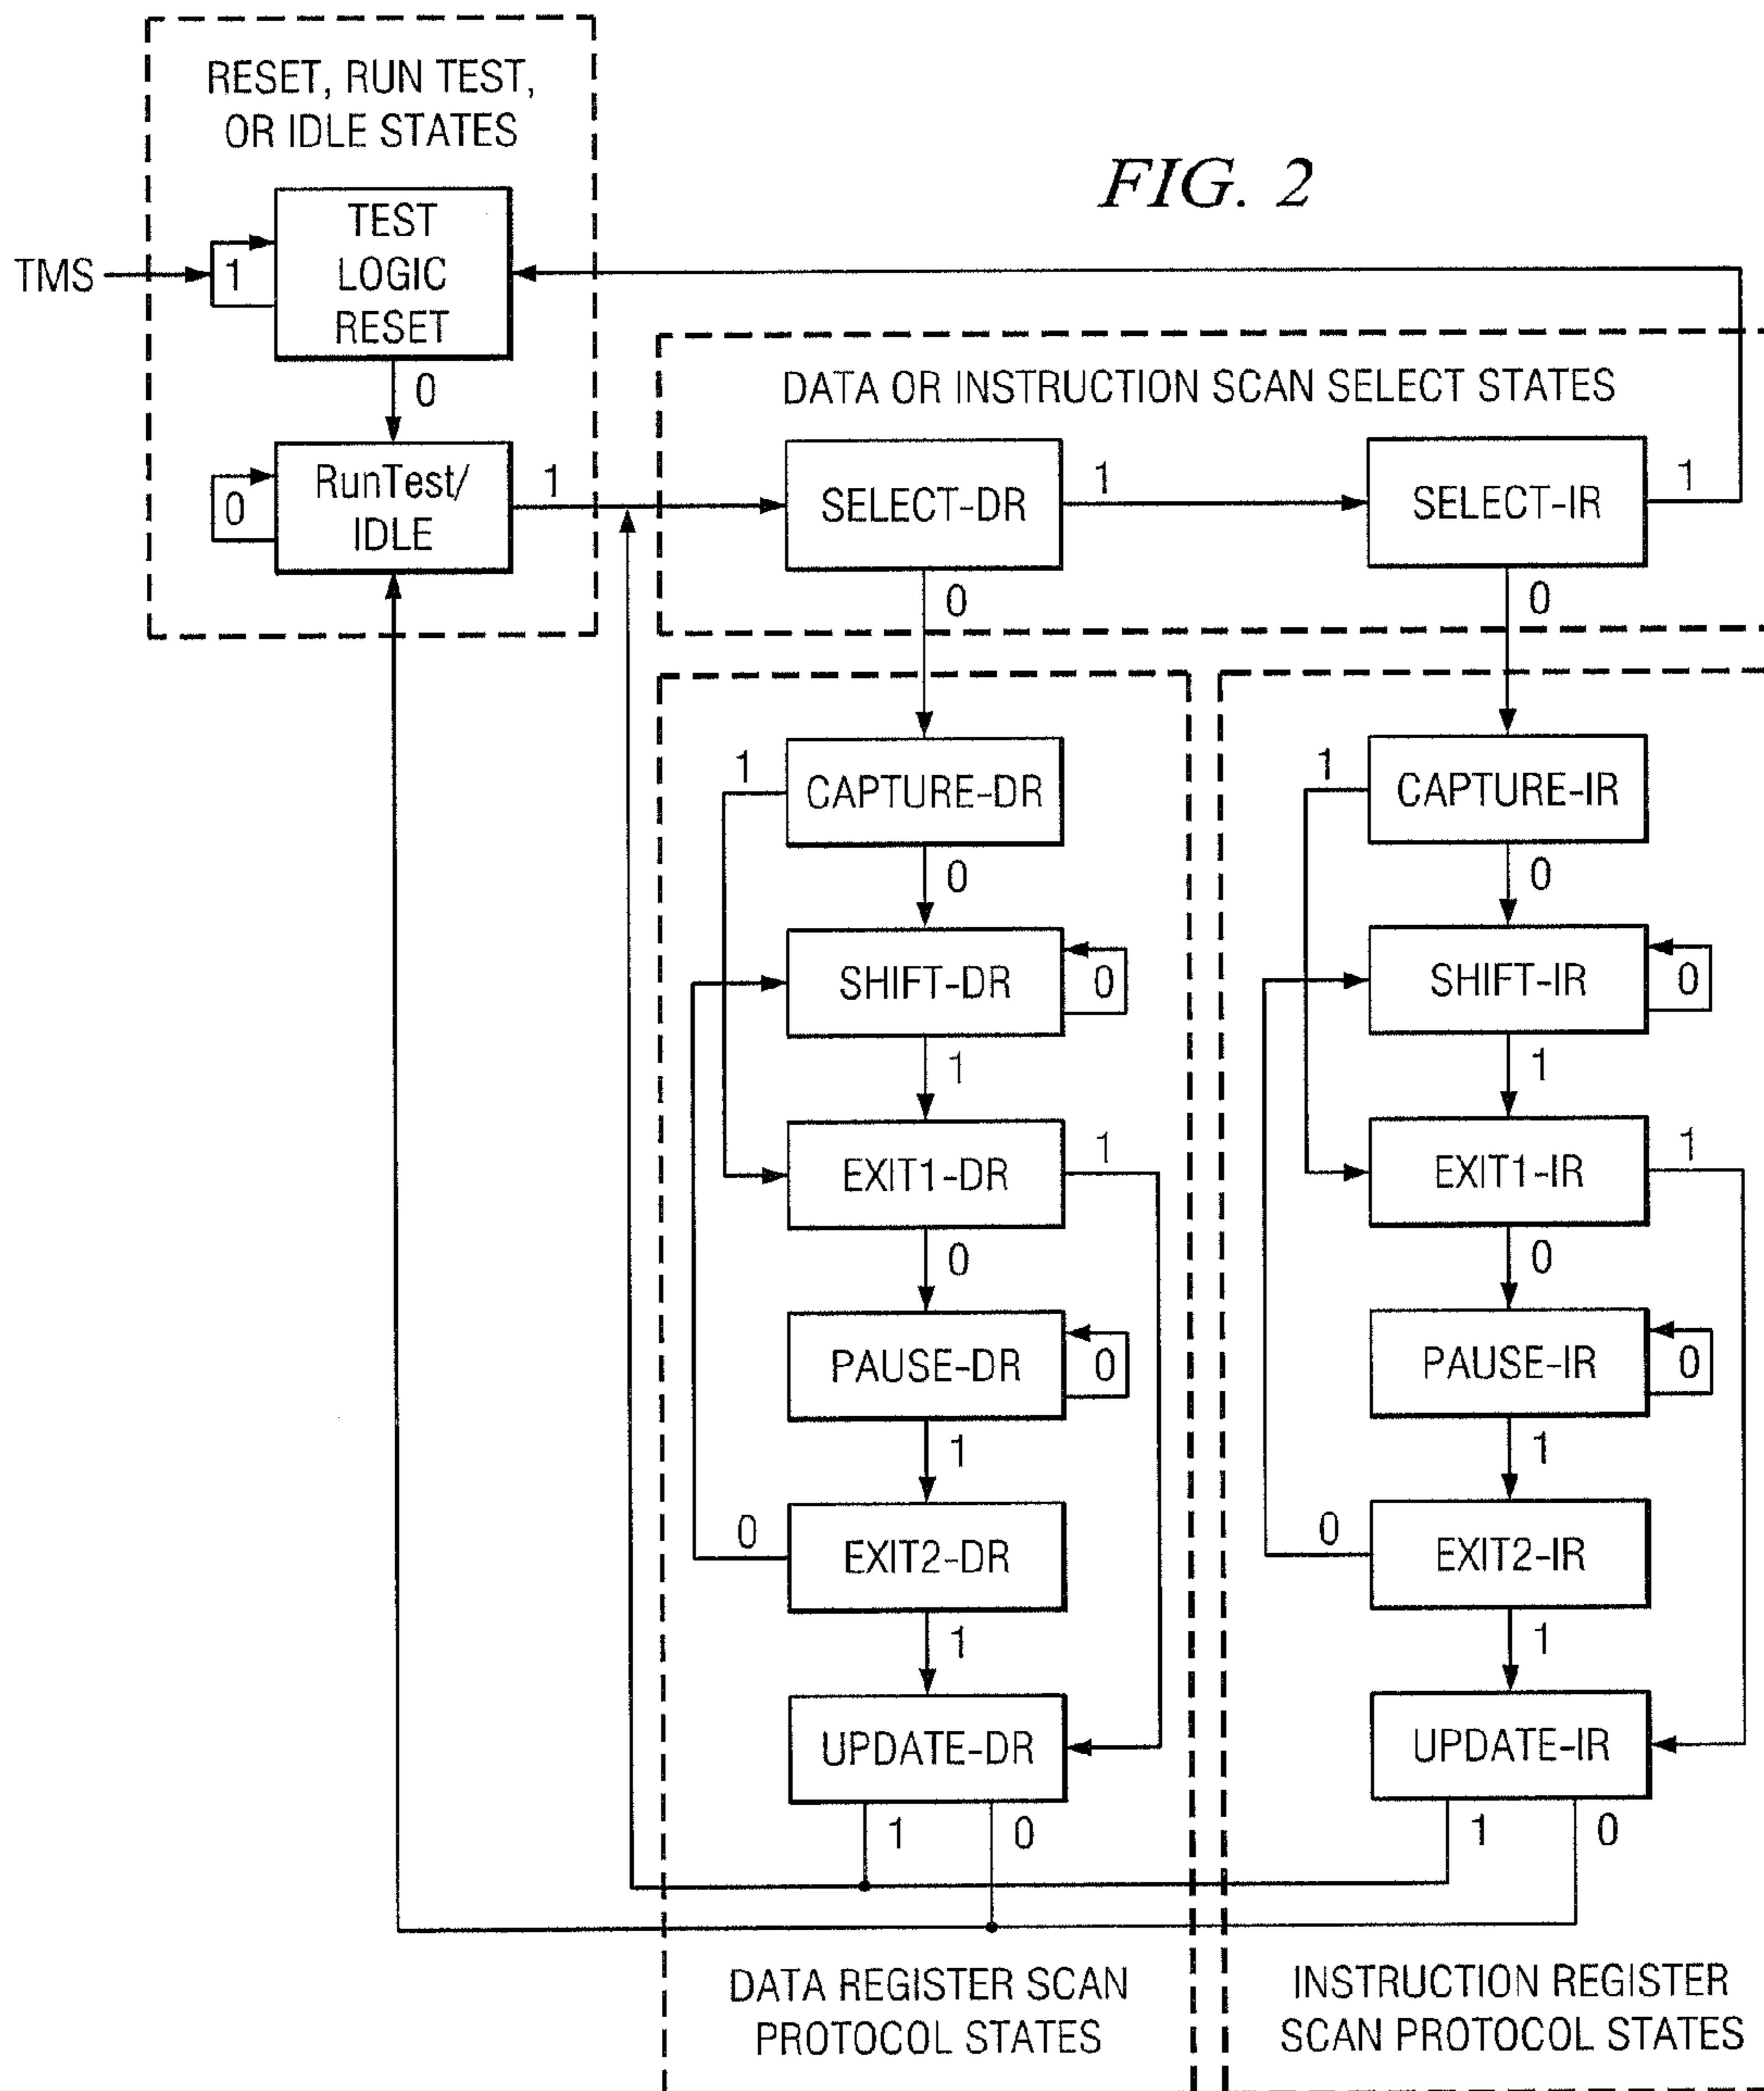 RESET, RUN TEST,
OR IDLE STATES
FIG. 2
TEST
LOGIC
RESET
TMS
1
0
RunTest/
IDLE
0
1
DATA OR INSTRUCTION SCAN SELECT STATES
SELECT-DR
1
SELECT-IR
1
0
0
CAPTURE-DR
1
0
SHIFT-DR
0
1
EXIT1-DR
1
0
PAUSE-DR
0
1
EXIT2-DR
0
1
UPDATE-DR
1
0
DATA REGISTER SCAN
PROTOCOL STATES
CAPTURE-IR
1
0
SHIFT-IR
0
1
EXIT1-IR
1
0
PAUSE-IR
0
1
EXIT2-IR
0
1
UPDATE-IR
1
0
INSTRUCTION REGISTER
SCAN PROTOCOL STATES